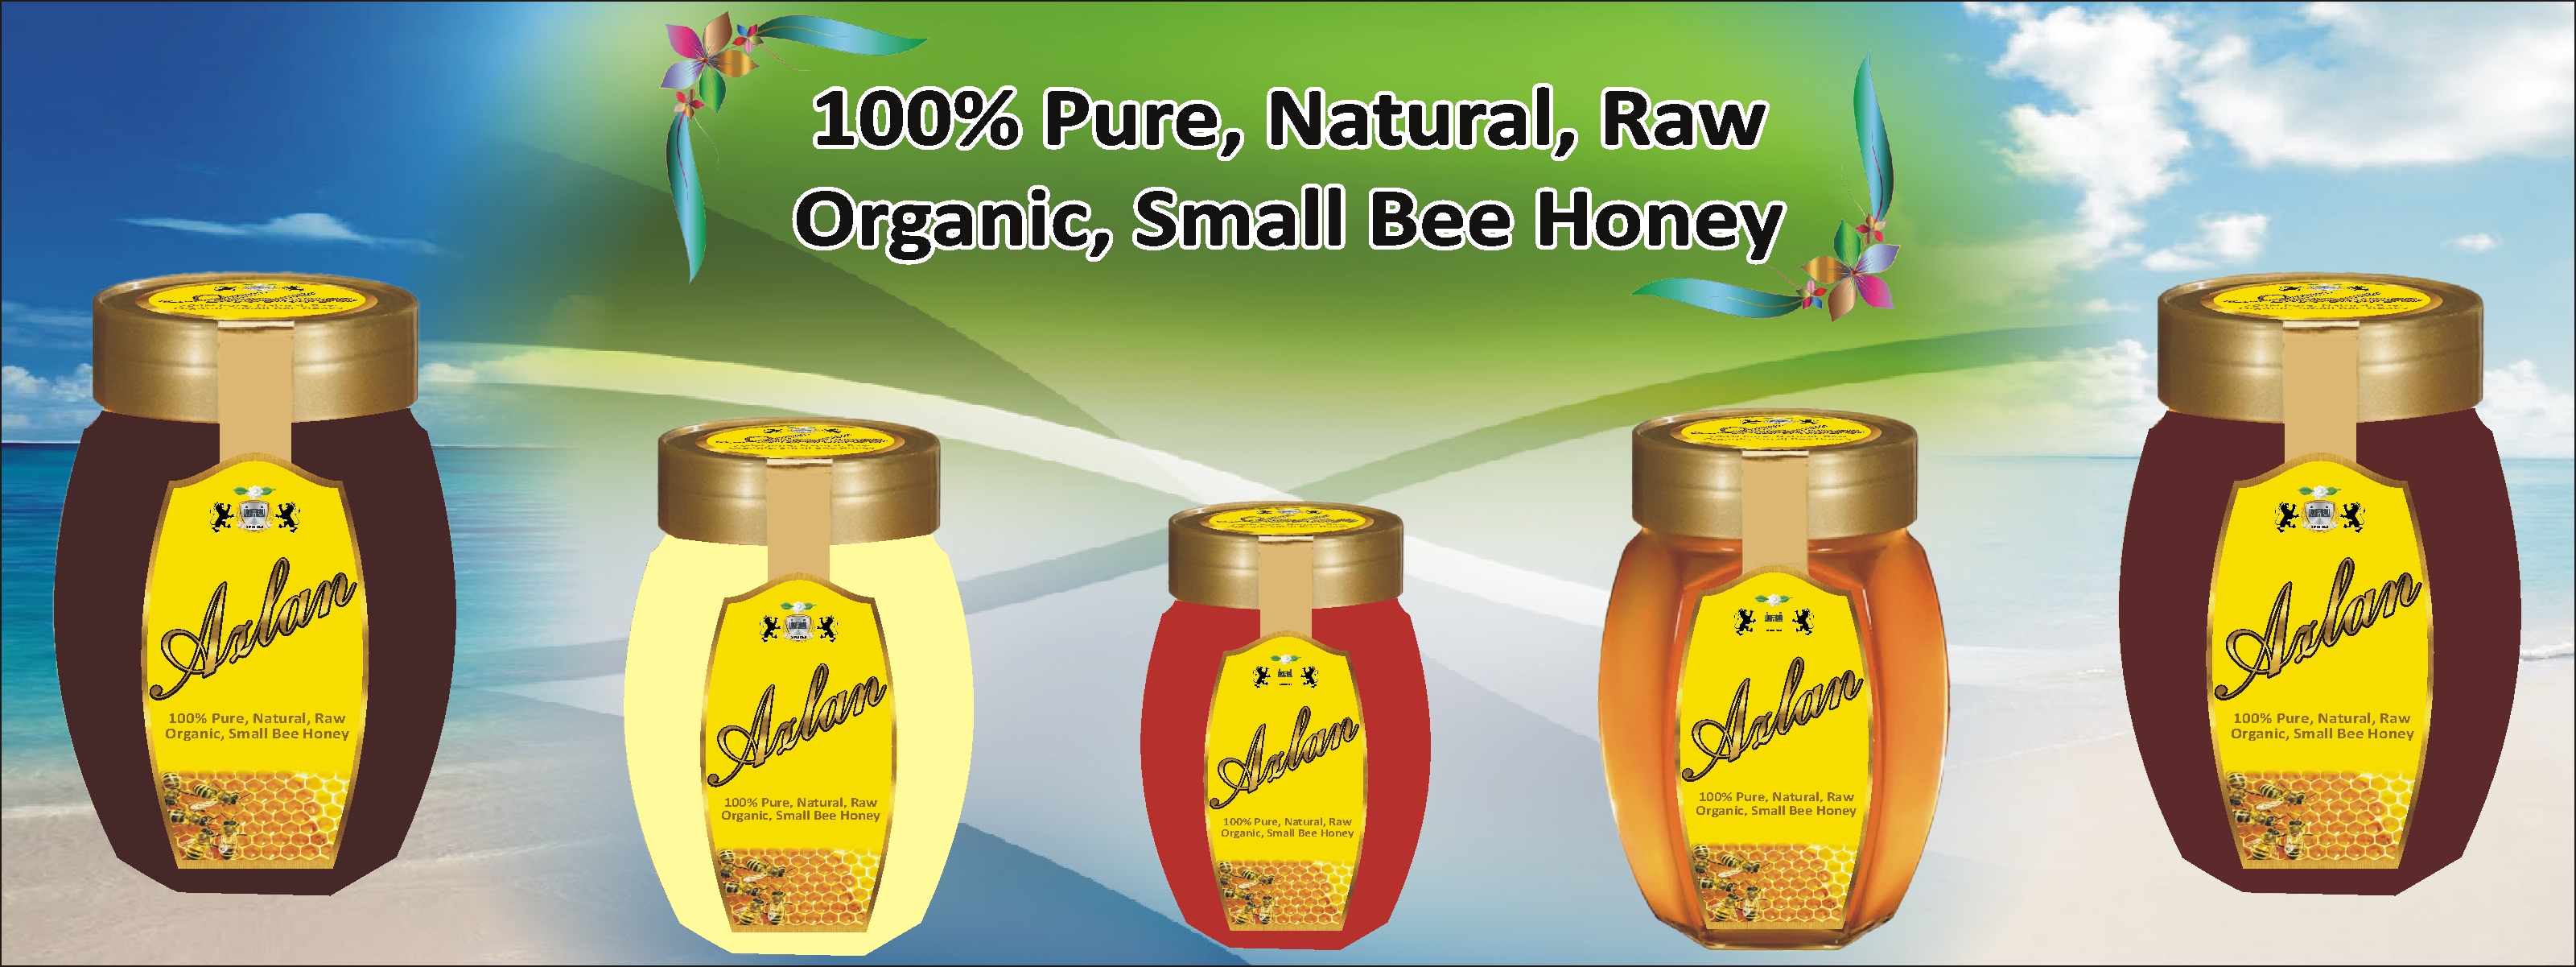 100% Pure, Natural, Raw
Organic, Small Bee Honey
Azlan
100% Pure, Natural, Raw
Organic, Small Bee Honey
Azlan
100% Pure, Natural, Raw
Organic, Small Bee Honey
Azlan
100% Pure, Natural, Raw
Organic, Small Bee Honey
Azlan
100% Pure, Natural, Raw
Organic, Small Bee Honey
Azlan
100% Pure, Natural, Raw
Organic, Small Bee Honey